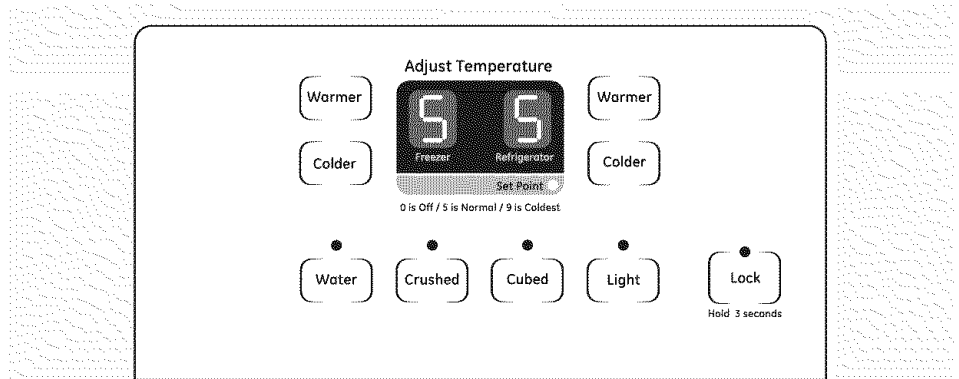 Adjust Temperature
Warmer
5 5
Warmer
Freezer Refrigerator
Colder
Colder
Set Point
0 is Off / 5 is Normal / 9 is Coldest
Water
Crushed
Cubed
Light
Lock
Hold 3 seconds